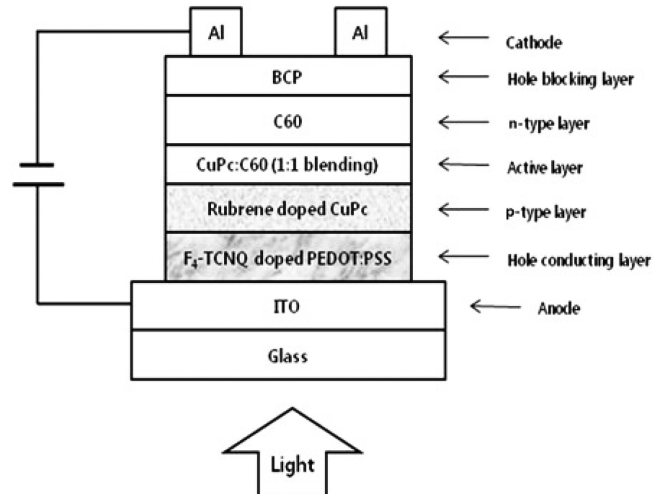 Al
Al
Cathode
BCP
Hole blocking layer
C60
n-type layer
CuPc:C60 (1:1 blending)
Active layer
Rubrene doped CuPc
p-type layer
F₄-TCNQ doped PEDOT:PSS
Hole conducting layer
ITO
Anode
Glass
Light